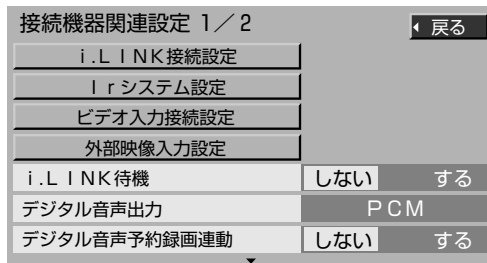 接続機器関連設定 1／2
戻る
i.LINK接続設定
Irシステム設定
ビデオ入力接続設定
外部映像入力設定
i.LINK待機 しない する
デジタル音声出力 PCM
デジタル音声予約録画連動 しない する